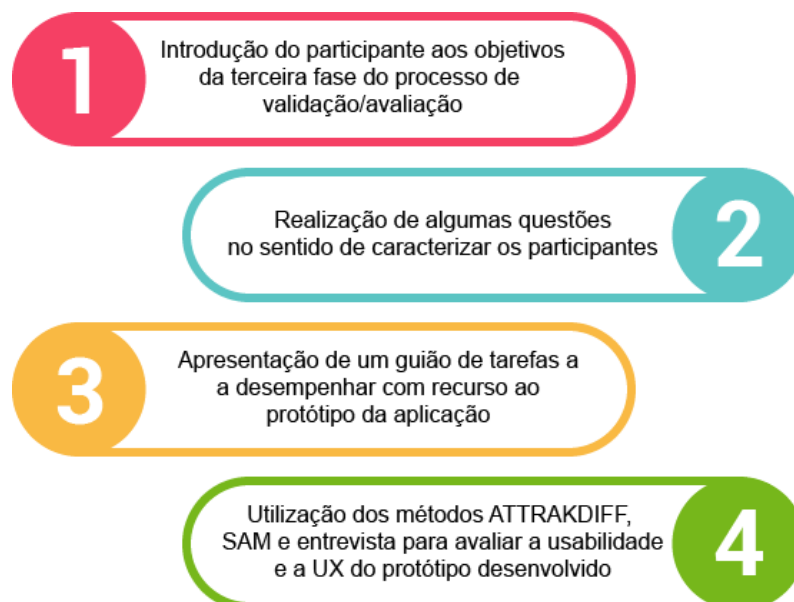 1
Introdução do participante aos objetivos
da terceira fase do processo de
validação/avaliação
Realização de algumas questões
no sentido de caracterizar os participantes
2
3
Apresentação de um guião de tarefas a
a desempenhar com recurso ao
protótipo da aplicação
Utilização dos métodos ATTRAKDIFF,
SAM e entrevista para avaliar a usabilidade
e a UX do protótipo desenvolvido
4